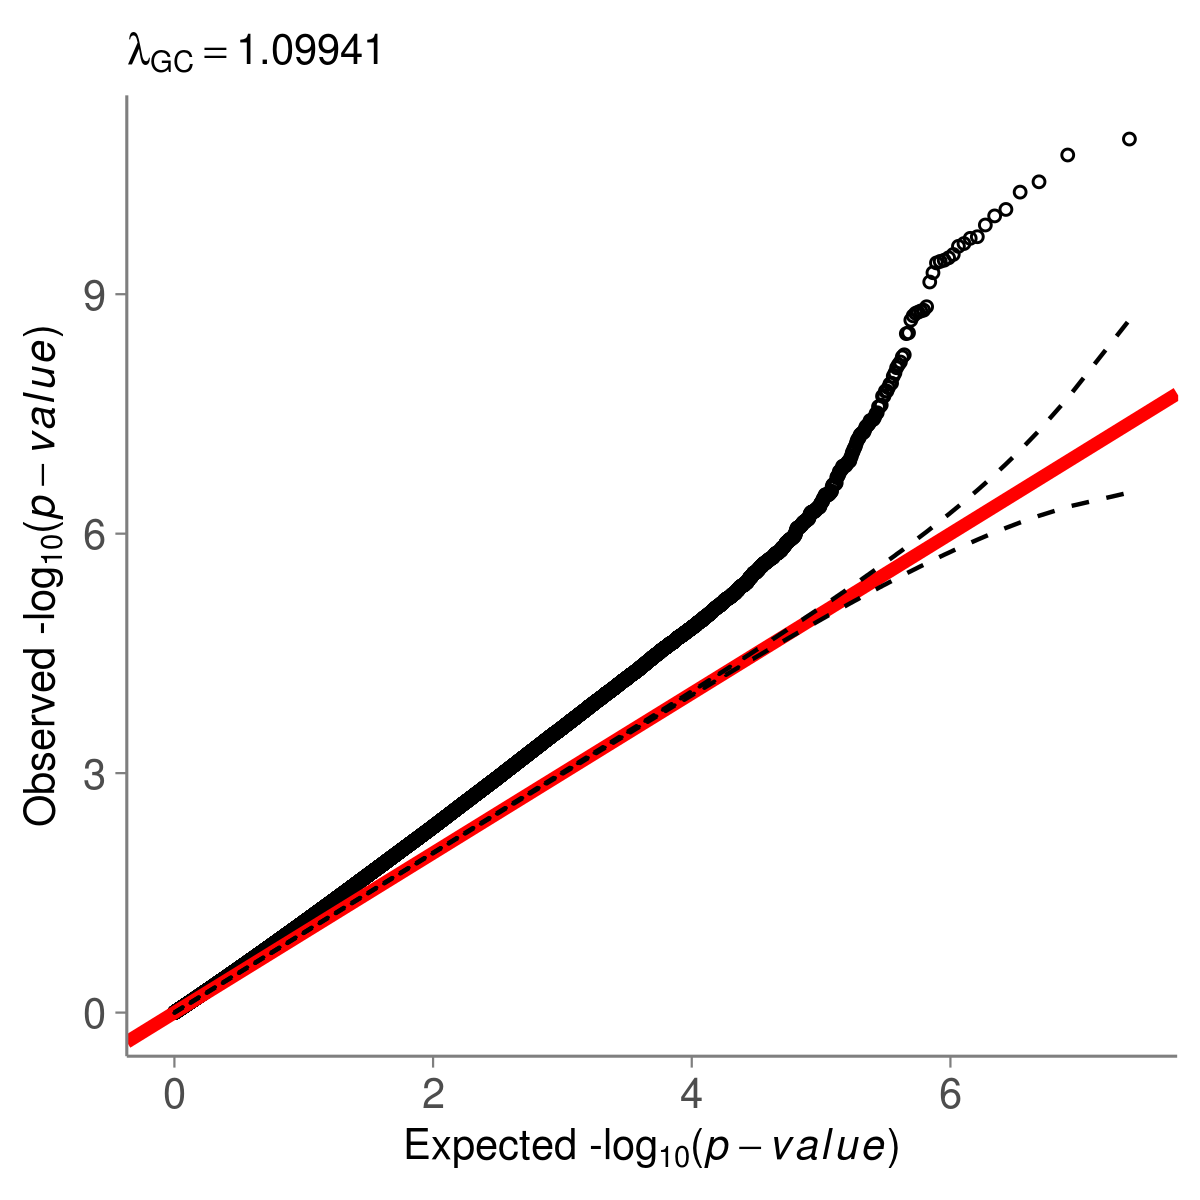 λGC = 1.09941
Observed -log10(p − value)
9
6
3
0
0 2 4 6
Expected -log10(p − value)